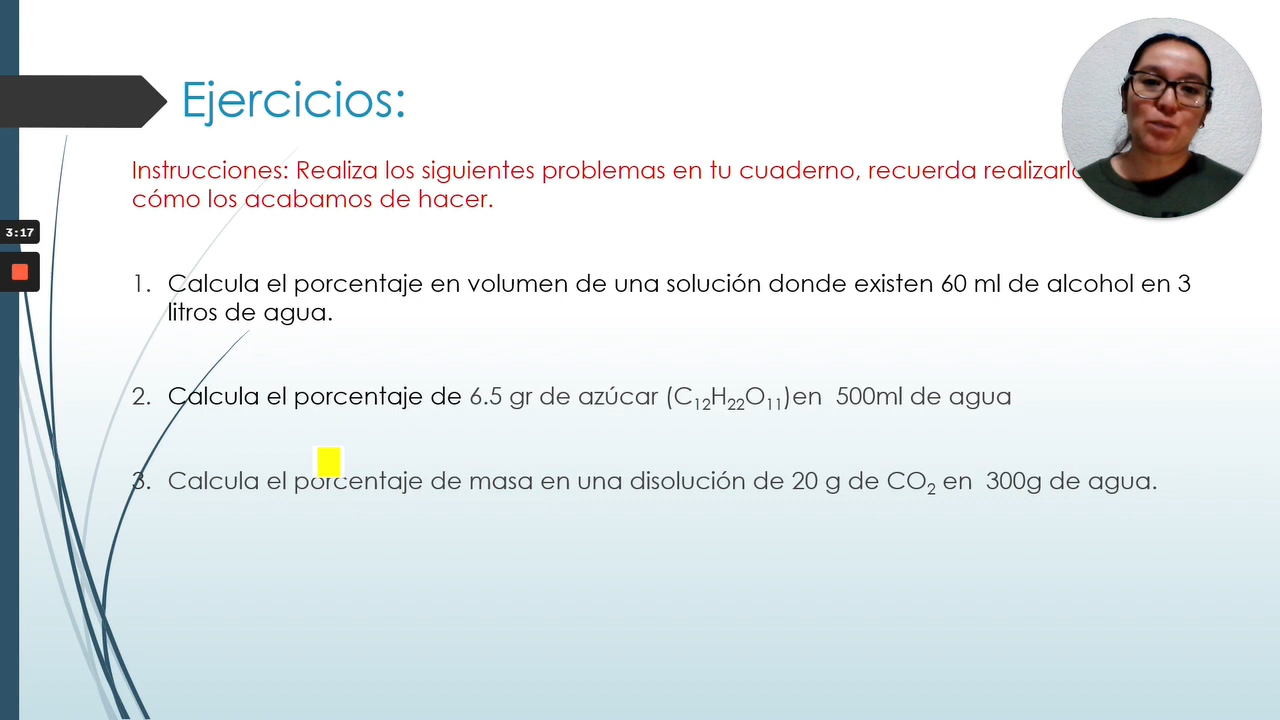 Ejercicios:
Instrucciones: Realiza los siguientes problemas en tu cuaderno, recuerda
cómo los acabamos de hacer.
3:17
1. Calcula el porcentaje en volumen de una solución donde existen 60 ml de alcohol en 3
litros de agua.
2. Calcula el porcentaje de 6.5 gr de azúcar (C₁₂H₂₂O₁₁)en 500ml de agua
3. Calcula el porcentaje de masa en una disolución de 20 g de CO₂ en 300g de agua.